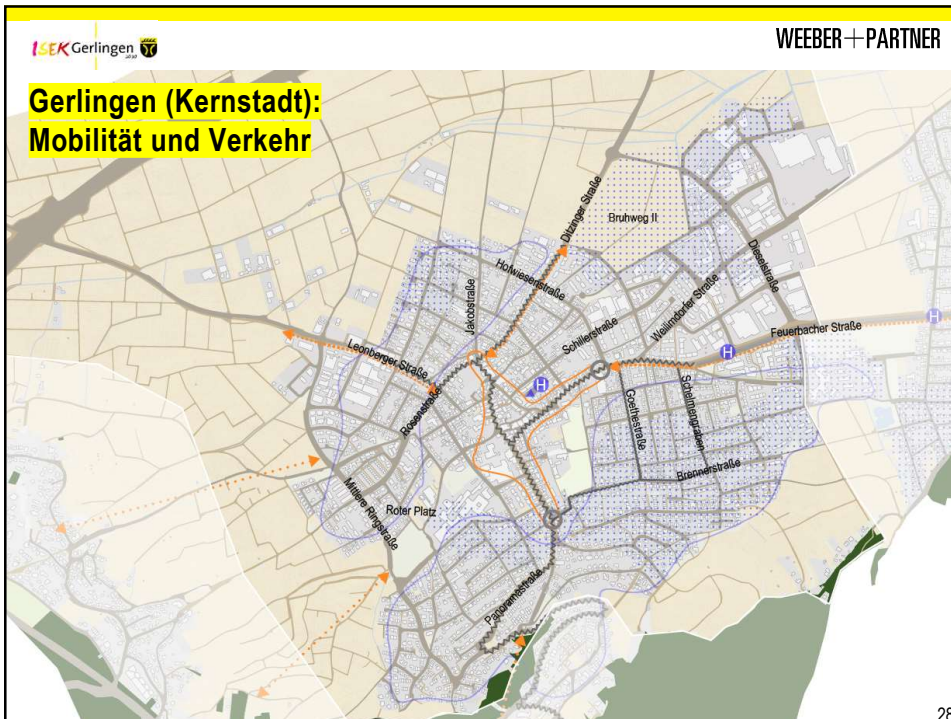 ISEK Gerlingen
2030
WEEBER+PARTNER
Gerlingen (Kernstadt):
Mobilität und Verkehr
Ditzinger Straße
Bruhweg II
Hofwiesenstraße
Dieselstraße
Jakobstraße
Schillerstraße
Weilimdorfer Straße
Feuerbacher Straße
H
H
H
Leonberger Straße
Rosenstraße
Goethestraße
Schelmengraben
Brennerstraße
Mittlere Ringstraße
Roter Platz
Panoramastraße
28